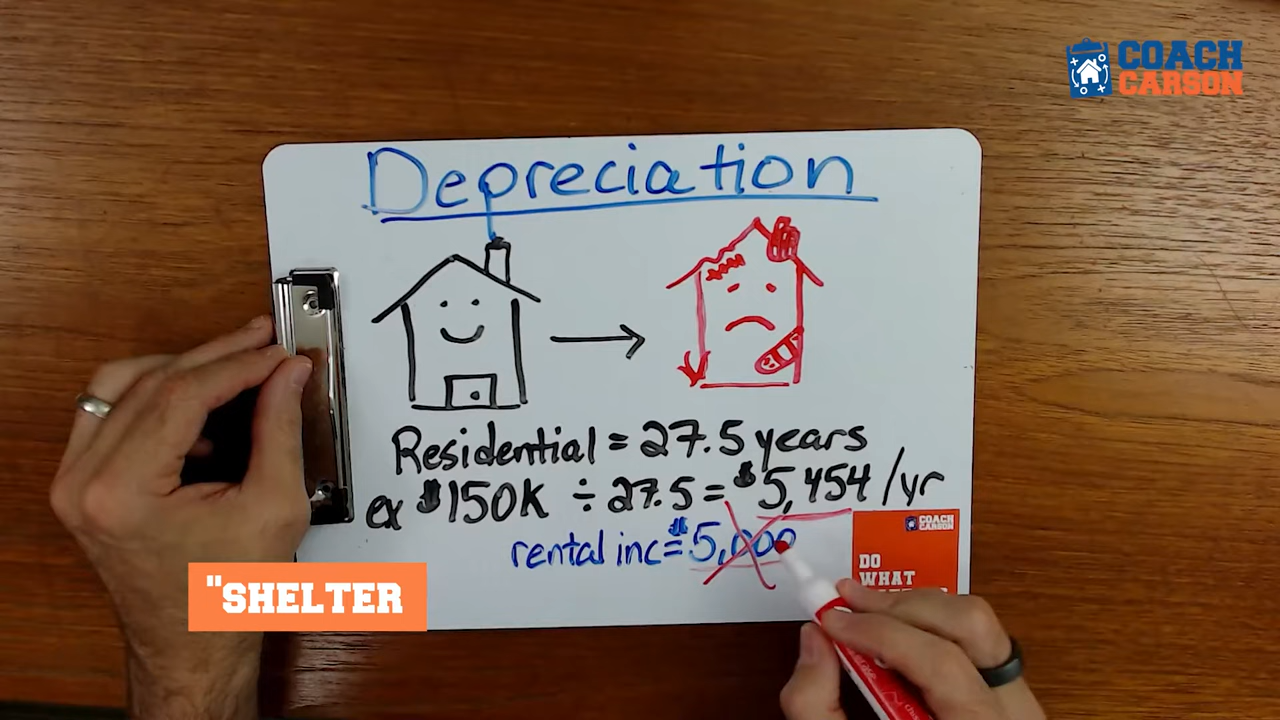 COACH
CARSON
Depreciation
Residential = 27.5 years
ex $150K ÷ 27.5 = $5,454 /yr
rental inc = $5,000
COACH
CARSON
DO
WHAT
"SHELTER